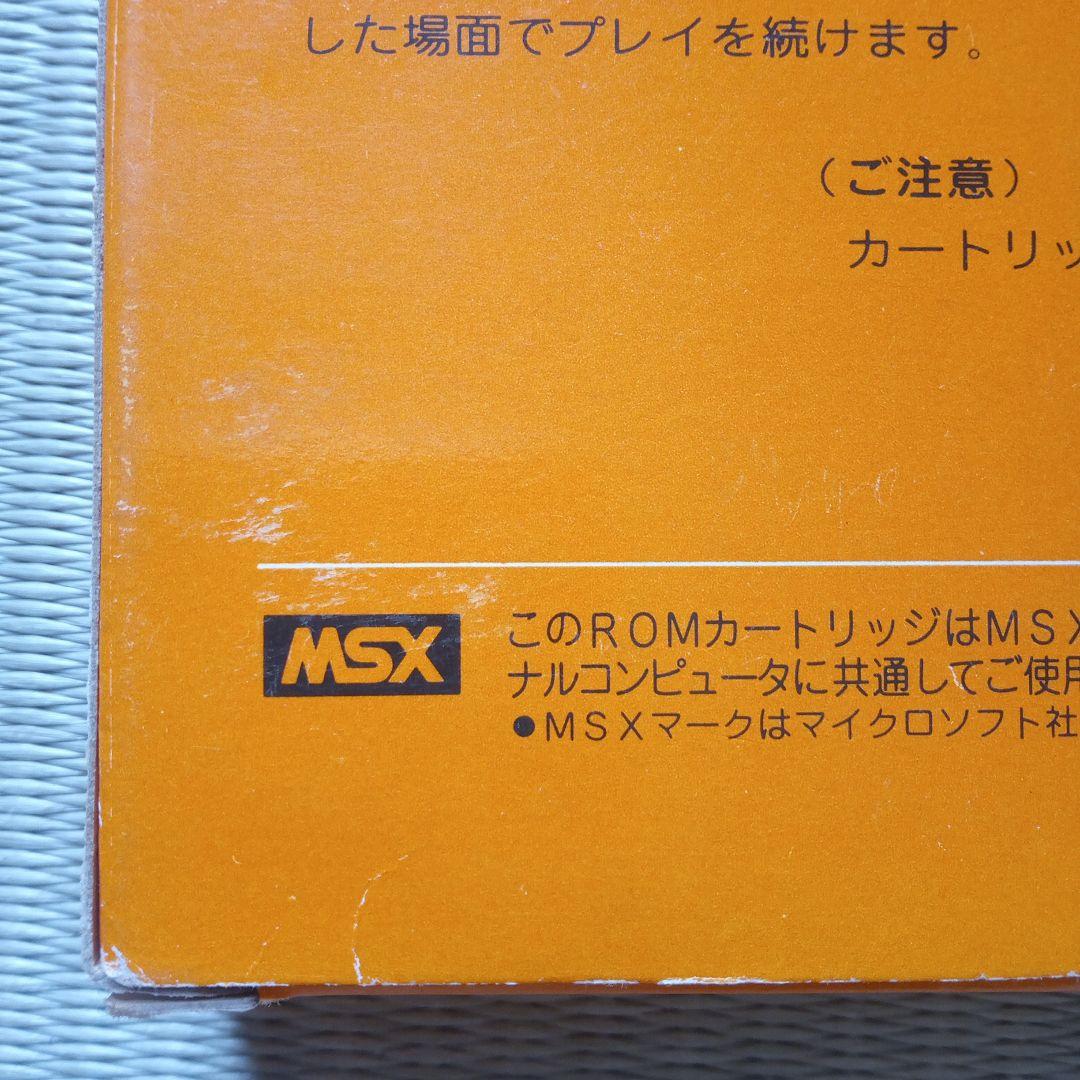 した場面でプレイを続けます。
（ご注意）
カートリッ
MSX
このＲＯＭカートリッジはＭＳＸ
ナルコンピュータに共通してご使用
●ＭＳＸマークはマイクロソフト社